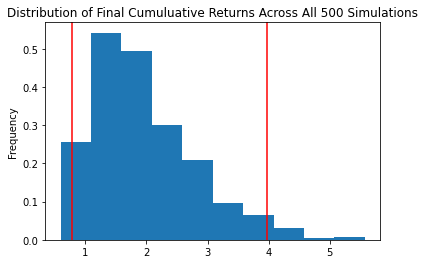 Distribution of Final Cumuluative Returns Across All 500 Simulations
0.5
0.4
0.3
0.2
0.1
0.0
Frequency
1 2 3 4 5